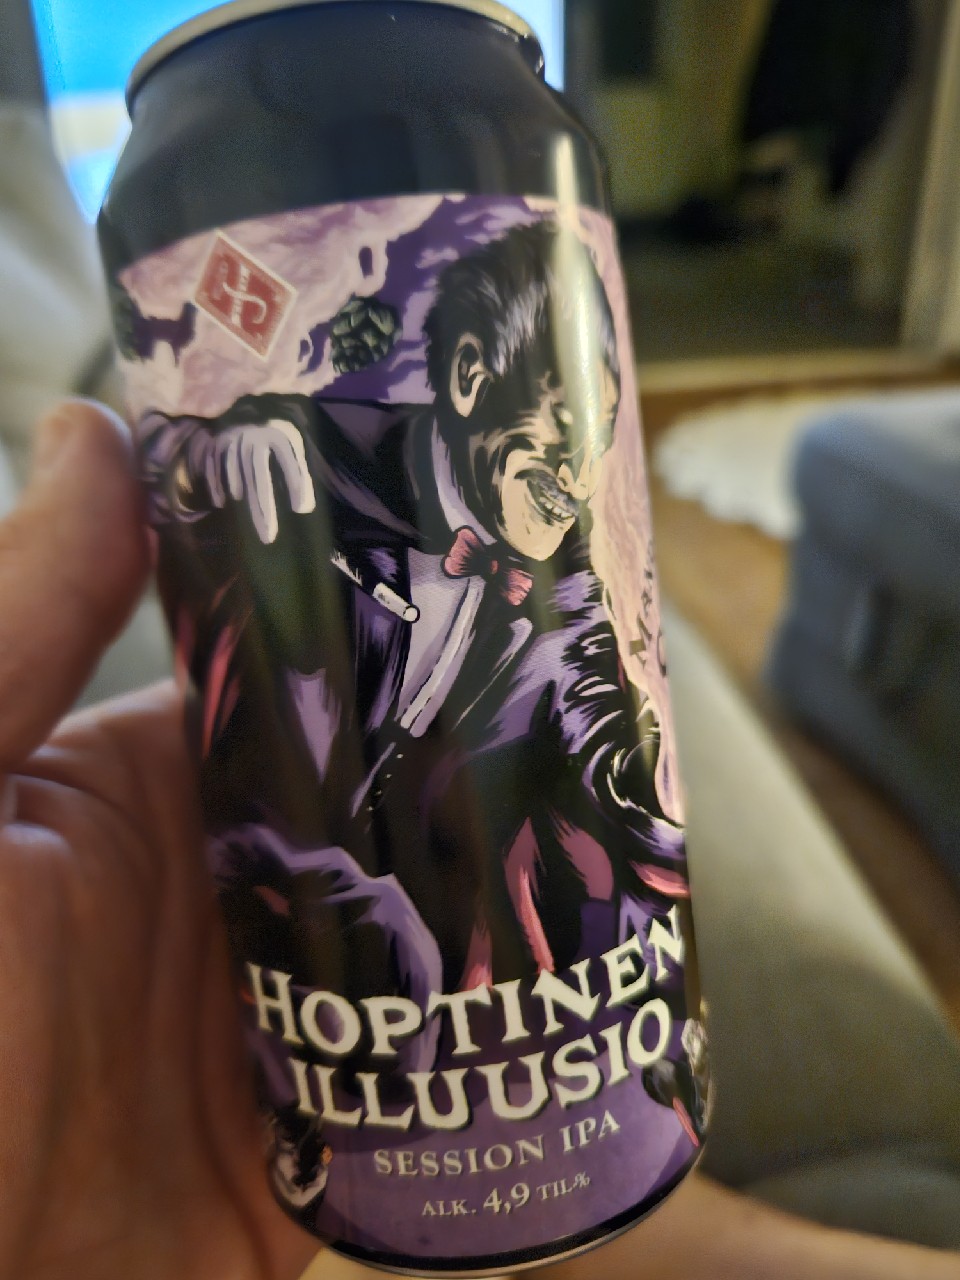 HOPTINEN
ILLUUSIO
SESSION IPA
ALK. 4,9 TIL-%